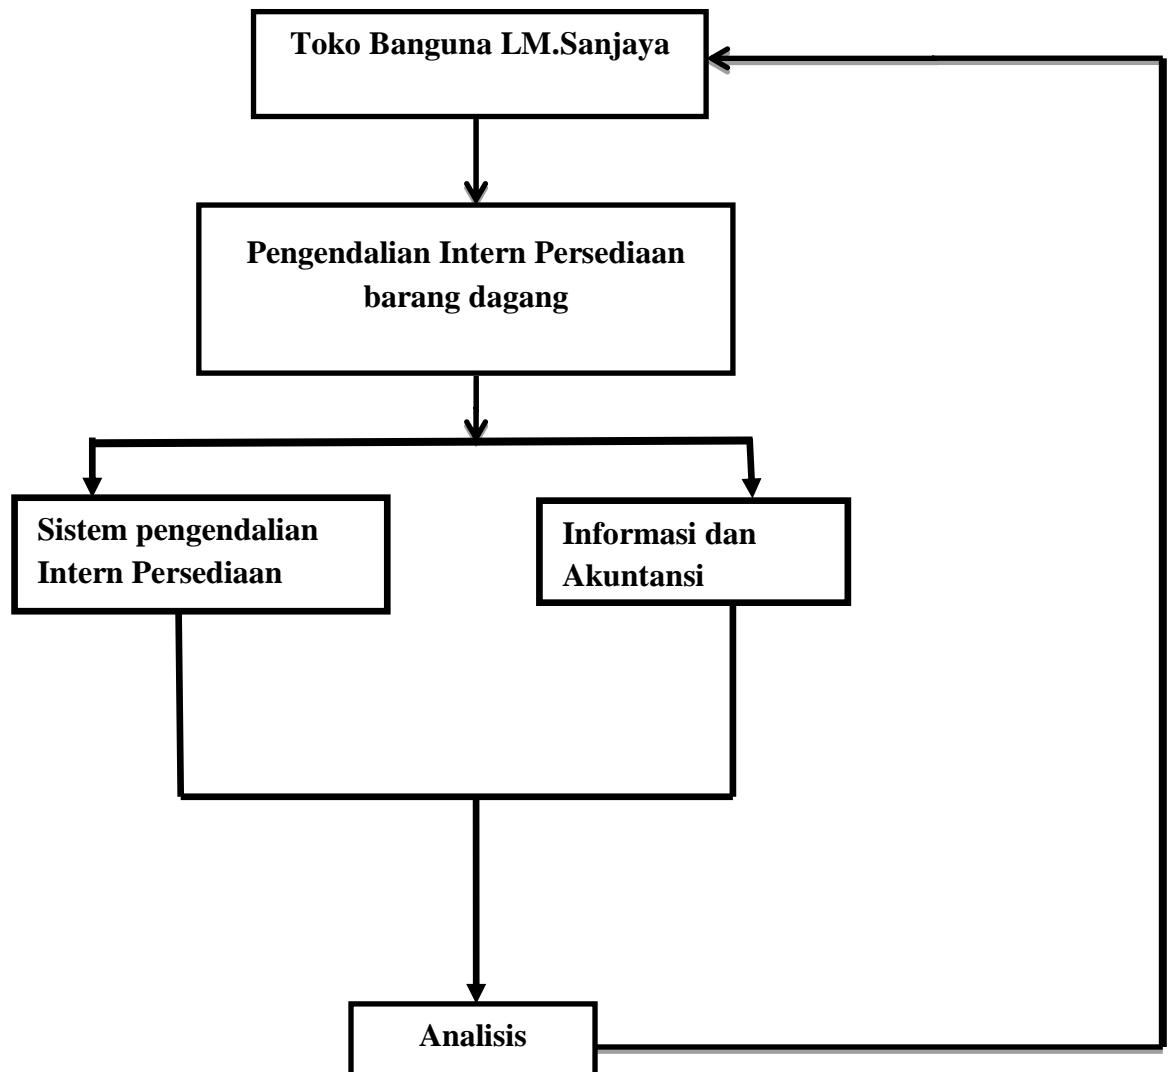 Toko Banguna LM.Sanjaya
Pengendalian Intern Persediaan
barang dagang
Sistem pengendalian
Intern Persediaan
Informasi dan
Akuntansi
Analisis